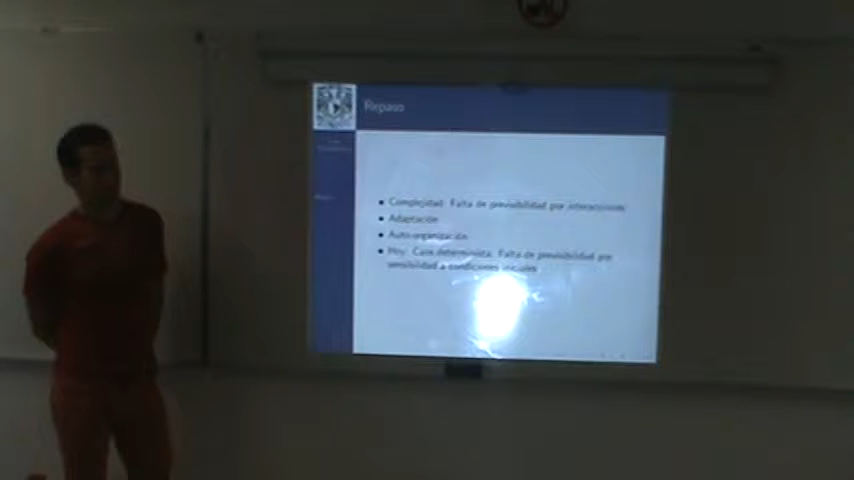 Repaso
Complejidad: Falta de previsibilidad por interacciones
Adaptación
Auto-organización
Hoy: Caos determinista. Falta de previsibilidad por
sensibilidad a condiciones iniciales